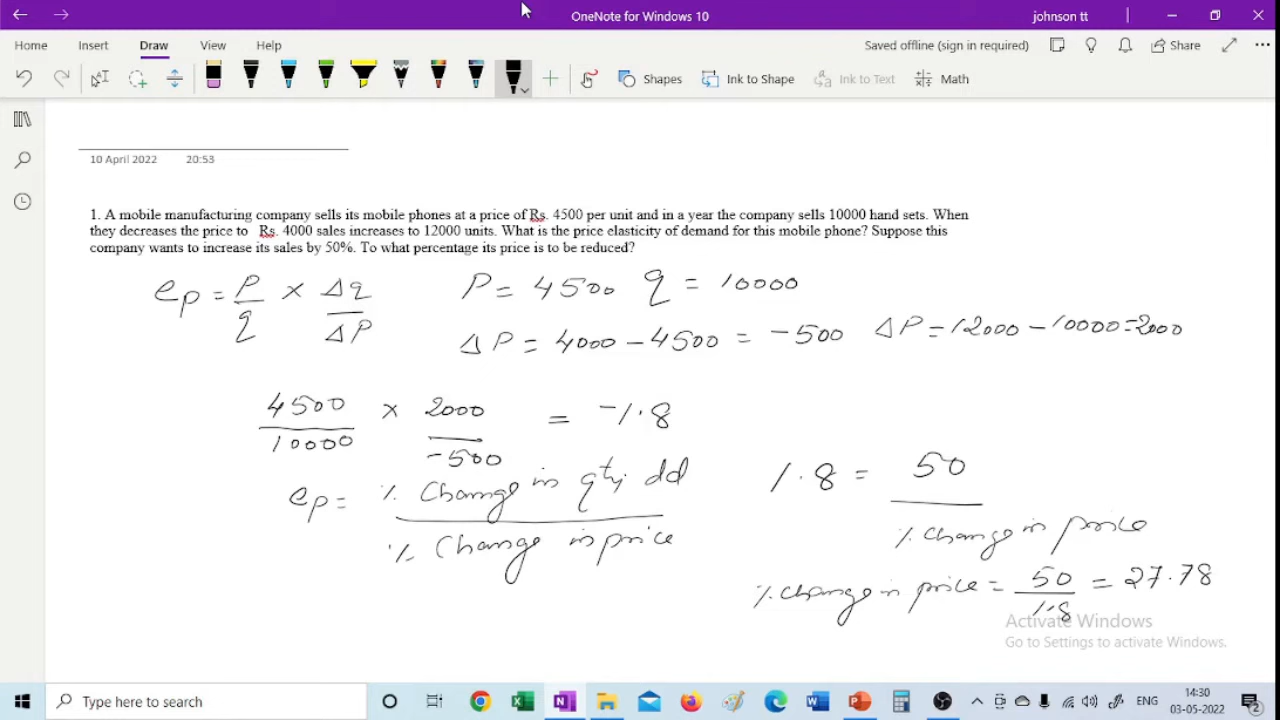 OneNote for Windows 10
johnson tt
Home Insert Draw View Help
Saved offline (sign in required)
Share
Shapes
Ink to Shape
Ink to Text
Math
10 April 2022 20:53
1. A mobile manufacturing company sells its mobile phones at a price of Rs. 4500 per unit and in a year the company sells 10000 hand sets. When
they decreases the price to Rs. 4000 sales increases to 12000 units. What is the price elasticity of demand for this mobile phone? Suppose this
company wants to increase its sales by 50%. To what percentage its price is to be reduced?
ep = P/q × Δq/ΔP
P = 4500 q = 10000
ΔP = 4000 - 4500 = -500
ΔP = 12000 - 10000 = 2000
4500/10000 × 2000/-500 = -1.8
ep = % Change in qty dd / % Change in price
1.8 = 50 / % change in price
% change in price = 50/1.8 = 27.78
Activate Windows
Go to Settings to activate Windows.
Type here to search
ENG
14:30
03-05-2022
2